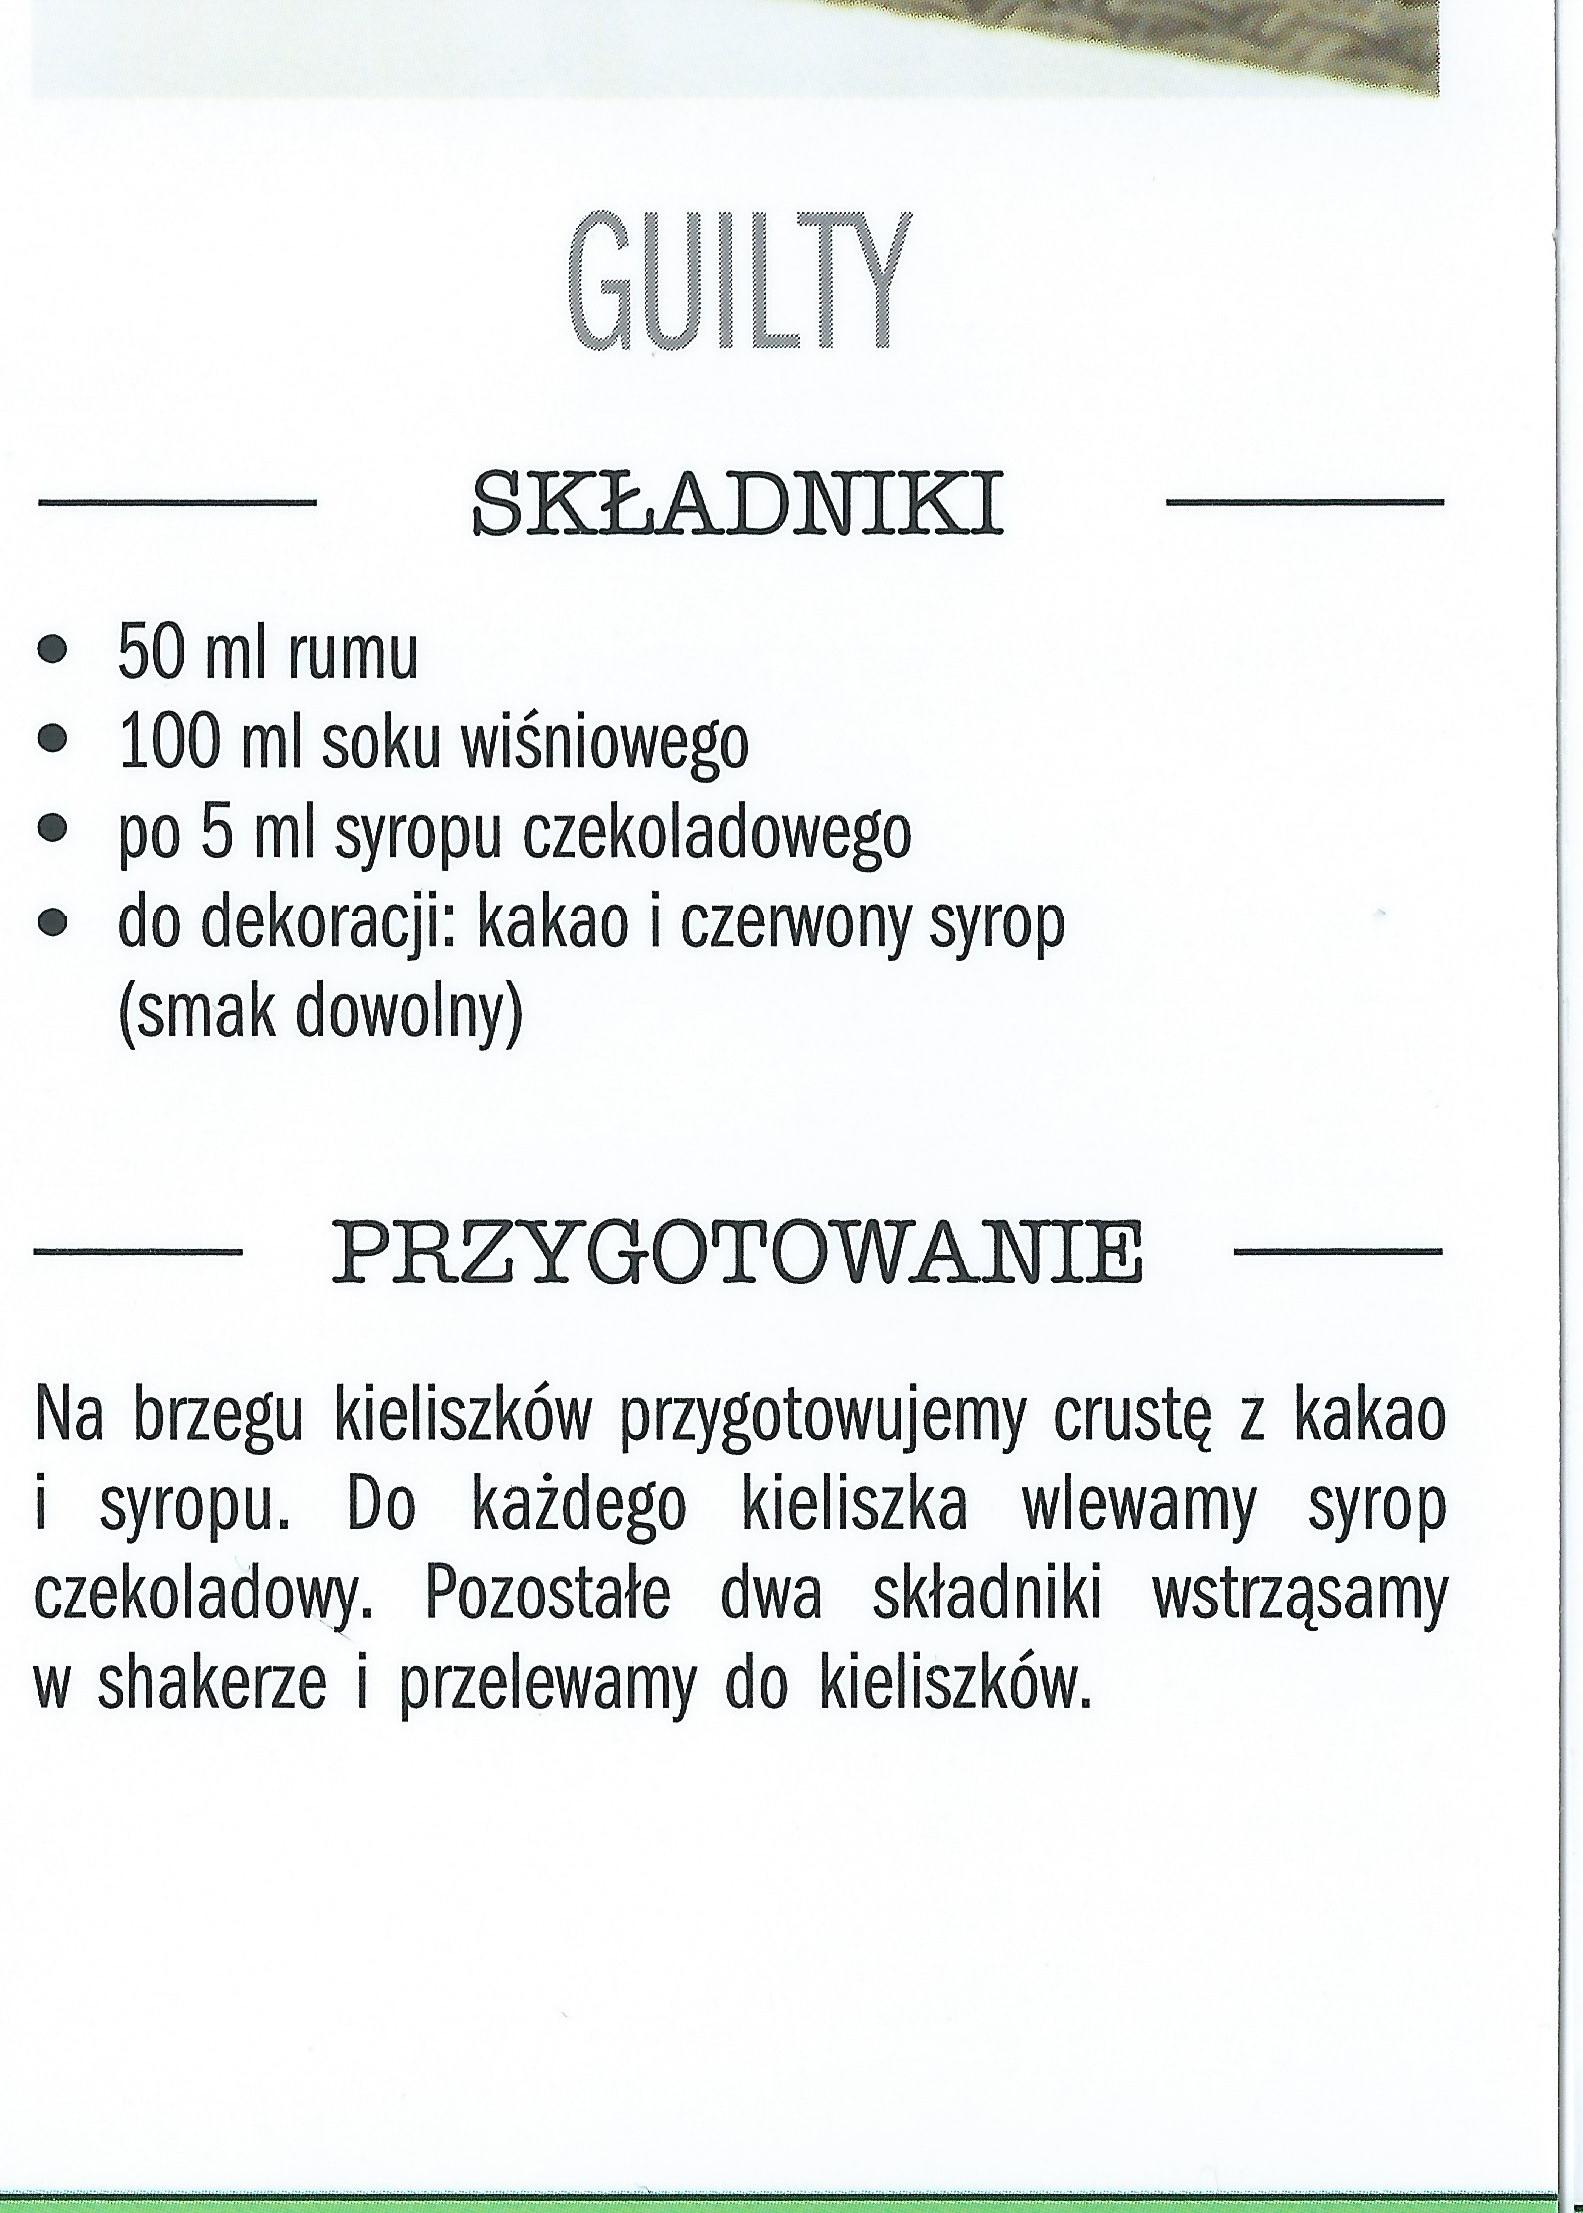 GUILTY
SKŁADNIKI
• 50 ml rumu
• 100 ml soku wiśniowego
• po 5 ml syropu czekoladowego
• do dekoracji: kakao i czerwony syrop
(smak dowolny)
PRZYGOTOWANIE
Na brzegu kieliszków przygotowujemy crustę z kakao
i syropu. Do każdego kieliszka wlewamy syrop
czekoladowy. Pozostałe dwa składniki wstrząsamy
w shakerze i przelewamy do kieliszków.